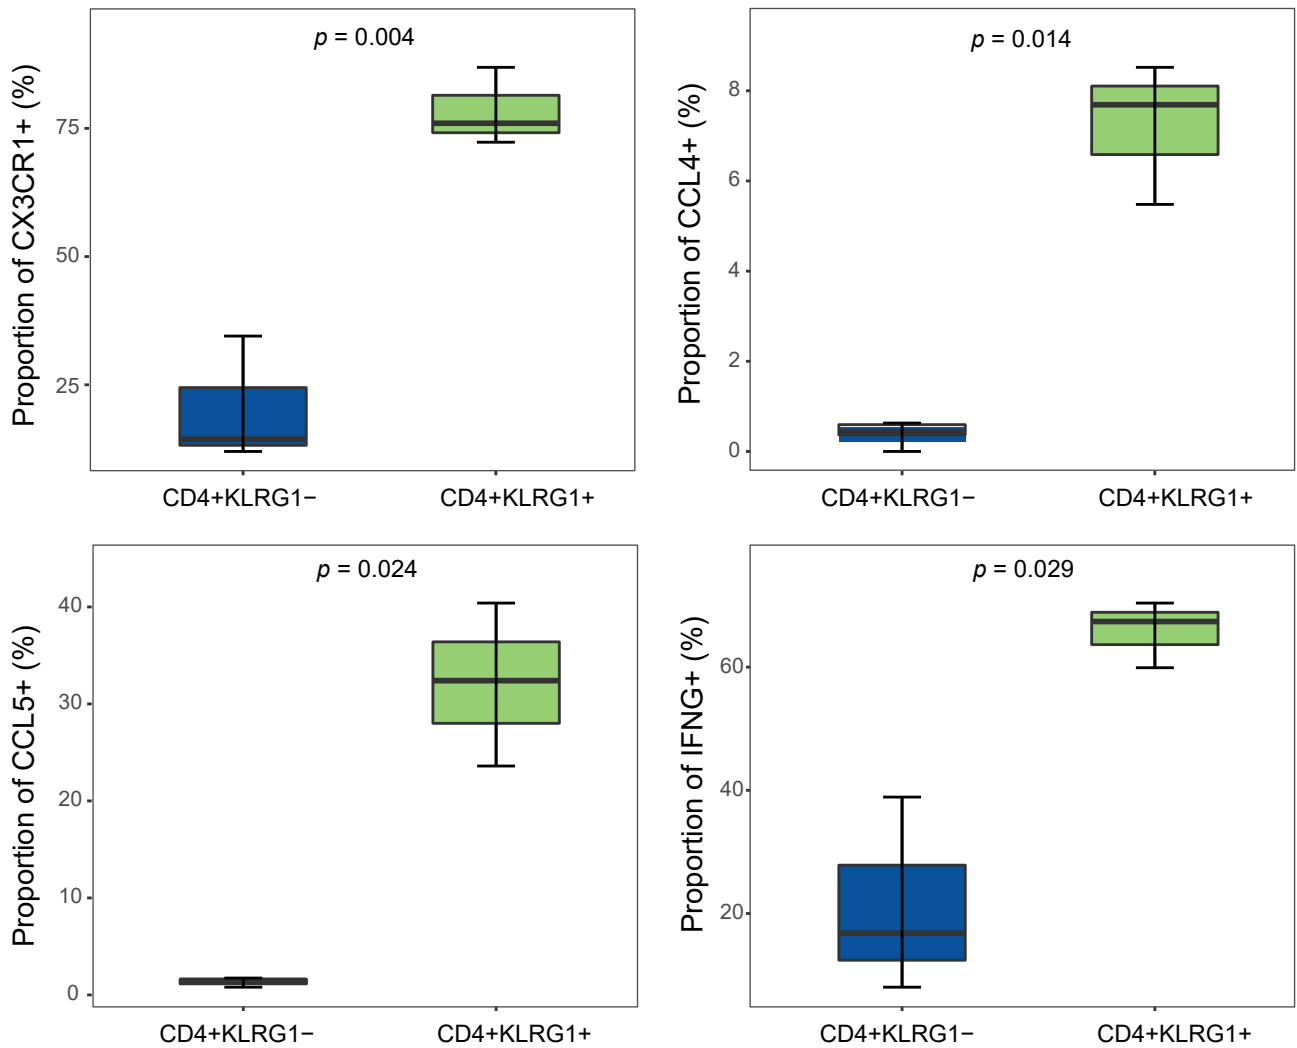 p = 0.004
Proportion of CX3CR1+ (%)
75
50
25
CD4+KLRG1−
CD4+KLRG1+
p = 0.014
Proportion of CCL4+ (%)
8
6
4
2
0
CD4+KLRG1−
CD4+KLRG1+
p = 0.024
Proportion of CCL5+ (%)
40
30
20
10
0
CD4+KLRG1−
CD4+KLRG1+
p = 0.029
Proportion of IFNG+ (%)
60
40
20
CD4+KLRG1−
CD4+KLRG1+